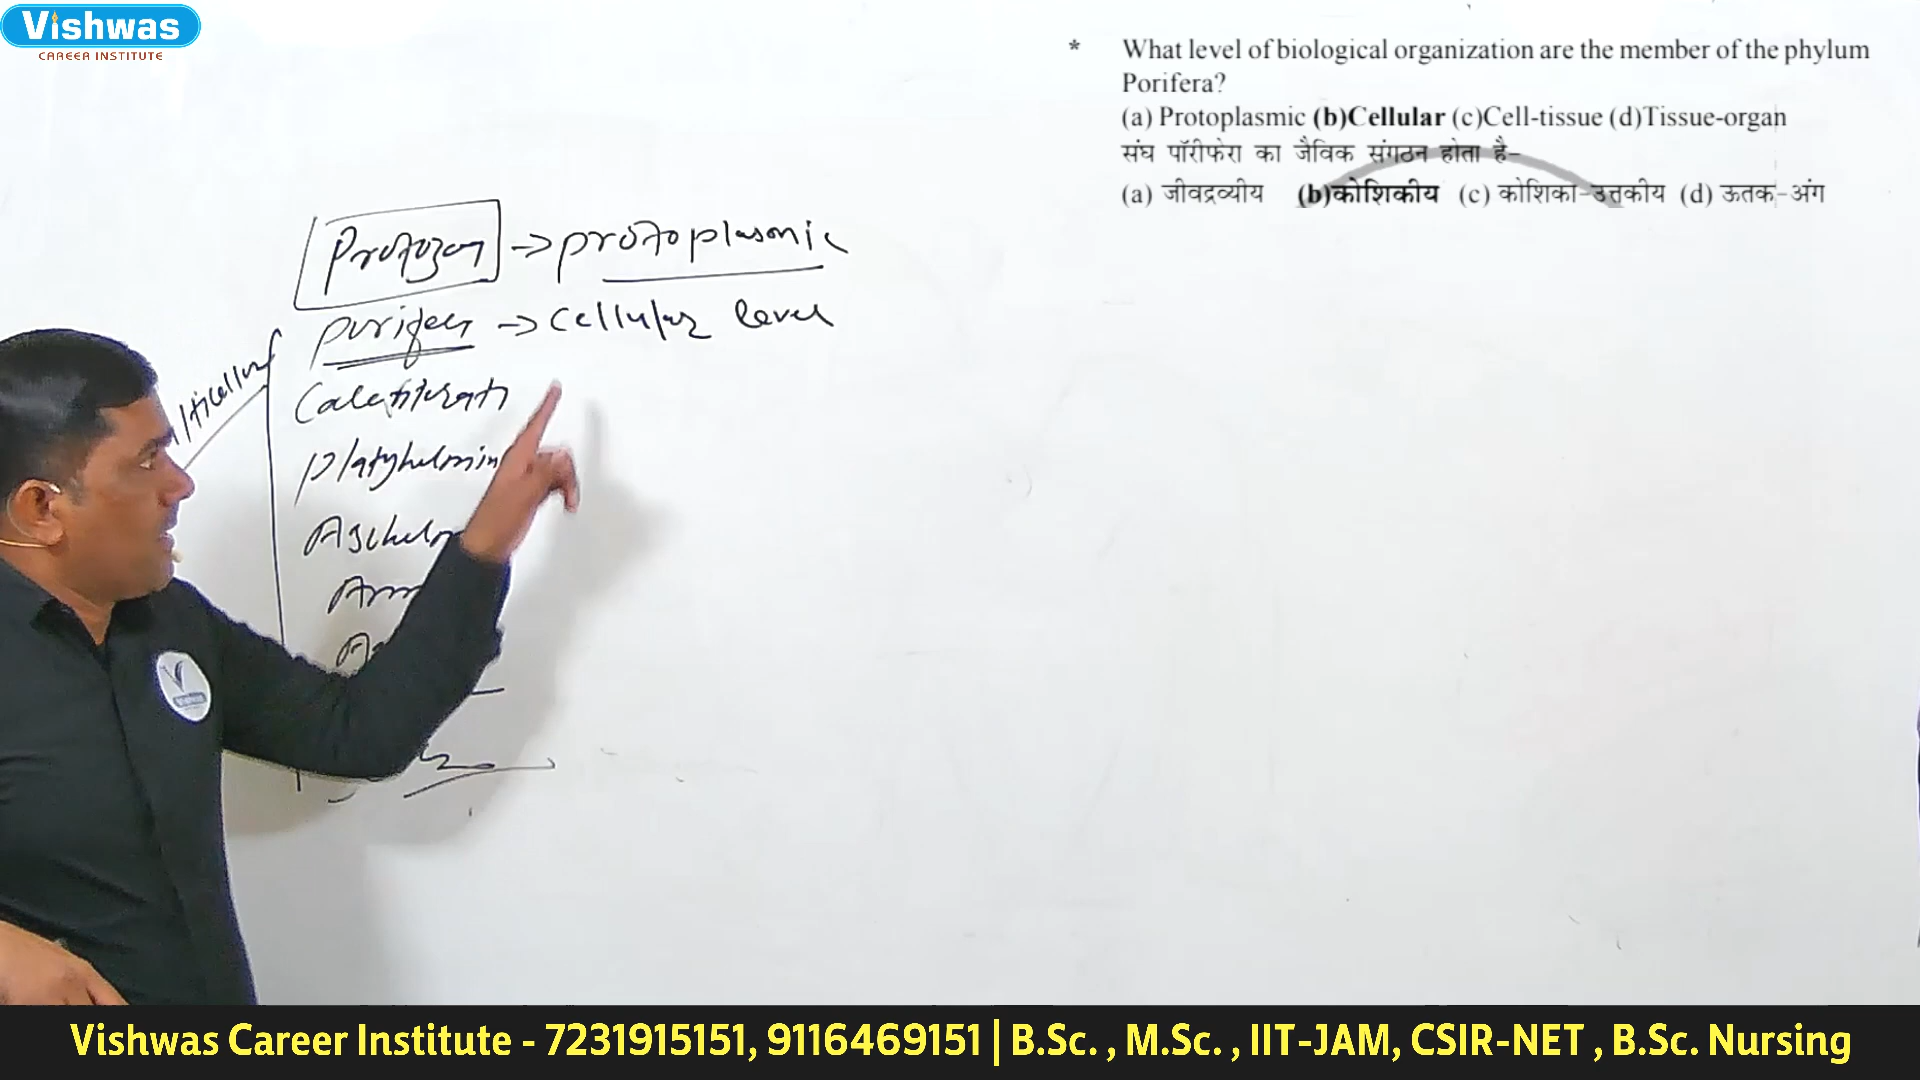 Vishwas
CAREER INSTITUTE
* What level of biological organization are the member of the phylum
Porifera?
(a) Protoplasmic (b)Cellular (c)Cell-tissue (d)Tissue-organ
संघ पॉरीफेरा का जैविक संगठन होता है-
(a) जीवद्रव्यीय (b)कोशिकीय (c) कोशिका-उत्तकीय (d) ऊतक-अंग
Protozoa -> protoplasmic
porifera -> Cellular level
Platyhelmin
Aschelm
Vishwas Career Institute - 7231915151, 9116469151 | B.Sc. , M.Sc. , IIT-JAM, CSIR-NET , B.Sc. Nursing